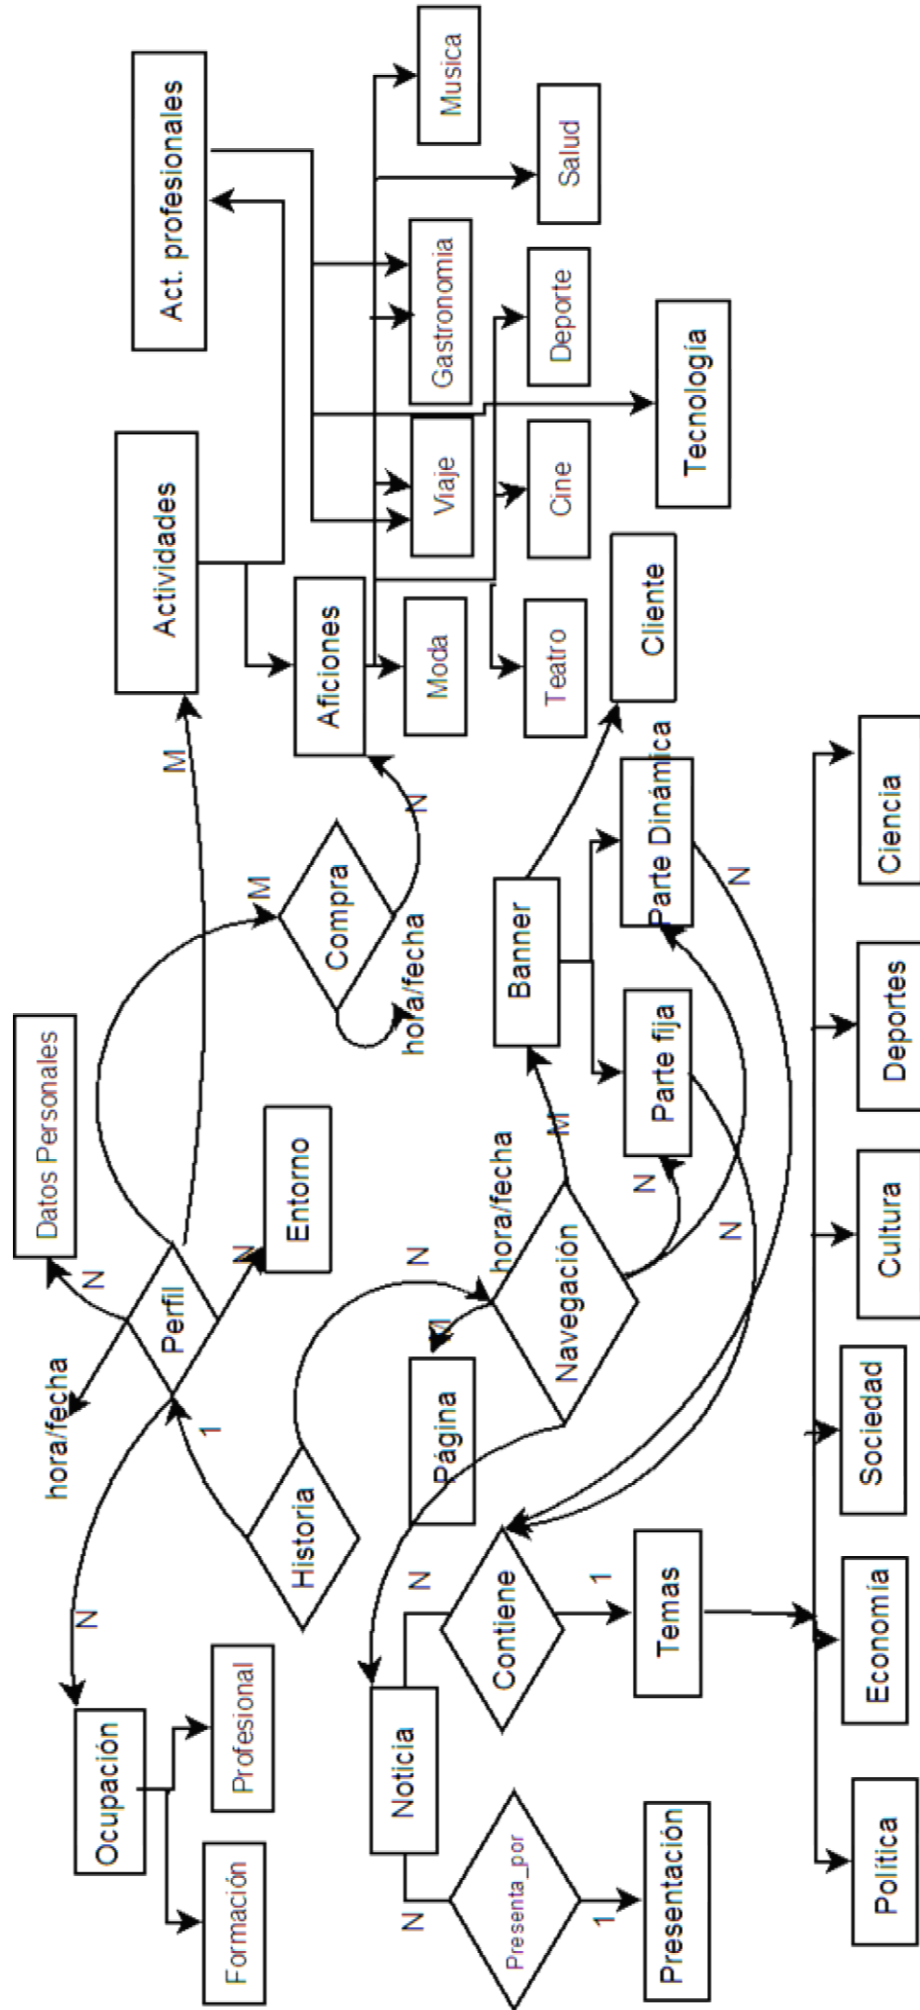 hora/fecha
Datos Personales
N
N
Perfil
M
Ocupación
N
Entorno
1
Formación
Profesional
Historia
N
M
Compra
N
hora/fecha
Actividades
Act. profesionales
Aficiones
Moda
Viaje
Gastronomia
Musica
Teatro
Cine
Deporte
Salud
Tecnología
Noticia
Página
M
hora/fecha
Navegación
M
Banner
Cliente
N
N
Presenta_por
Contiene
N
N
Parte fija
Parte Dinámica
N
1
1
Presentación
Temas
Política
Economía
Sociedad
Cultura
Deportes
Ciencia